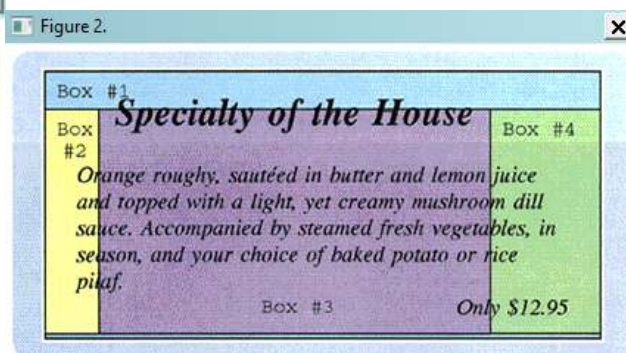 Figure 2.
Box #1
Specialty of the House
Box
#2
Box #4
Orange roughy, sautéed in butter and lemon juice
and topped with a light, yet creamy mushroom dill
sauce. Accompanied by steamed fresh vegetables, in
season, and your choice of baked potato or rice
pilaf.
Box #3
Only $12.95